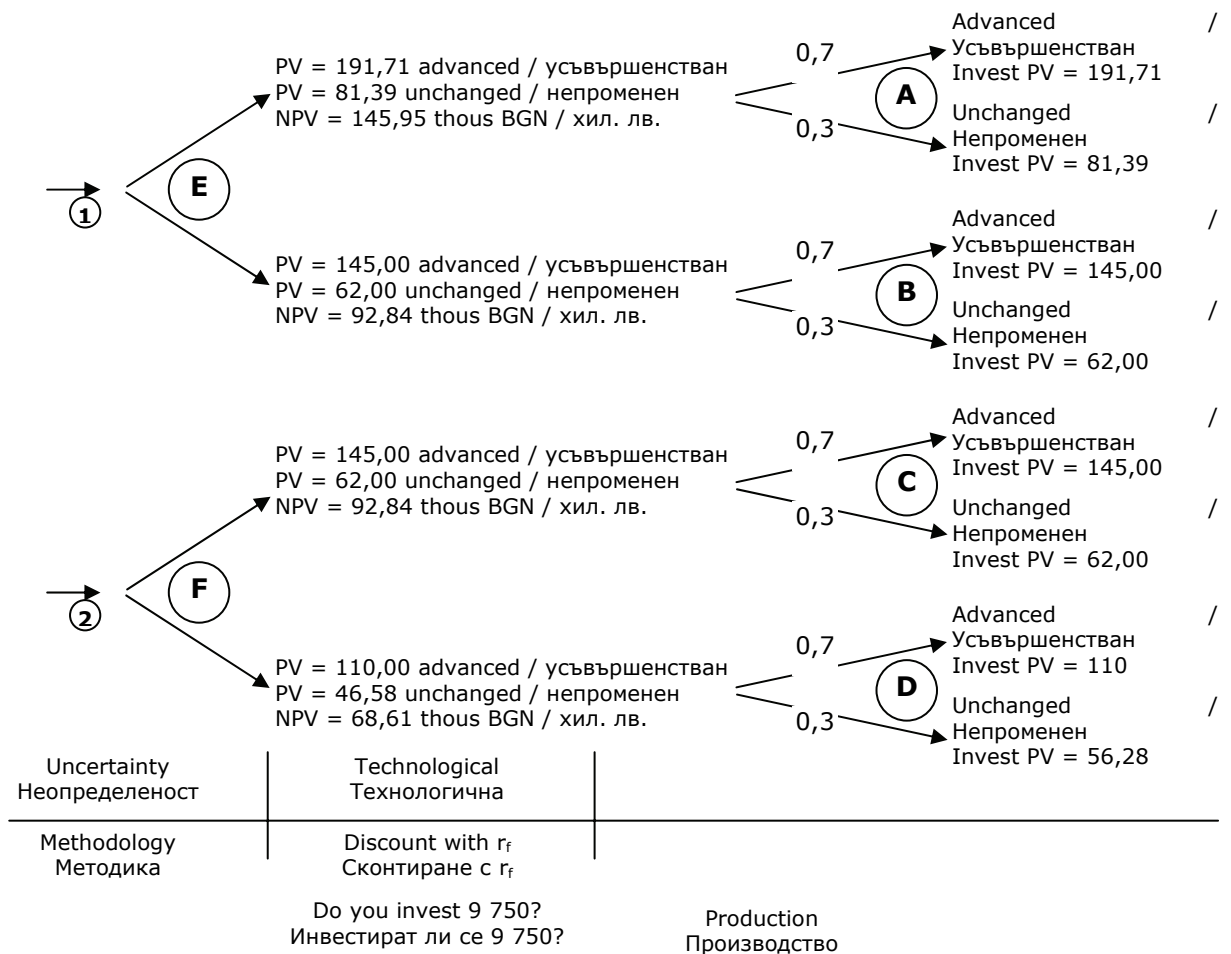 Advanced /
Усъвършенстван
Invest PV = 191,71
0,7
PV = 191,71 advanced / усъвършенстван
PV = 81,39 unchanged / непроменен
NPV = 145,95 thous BGN / хил. лв.
A
0,3
Unchanged /
Непроменен
Invest PV = 81,39
E
1
Advanced /
Усъвършенстван
Invest PV = 145,00
0,7
PV = 145,00 advanced / усъвършенстван
PV = 62,00 unchanged / непроменен
NPV = 92,84 thous BGN / хил. лв.
B
0,3
Unchanged /
Непроменен
Invest PV = 62,00
Advanced /
Усъвършенстван
Invest PV = 145,00
0,7
PV = 145,00 advanced / усъвършенстван
PV = 62,00 unchanged / непроменен
NPV = 92,84 thous BGN / хил. лв.
C
0,3
Unchanged /
Непроменен
Invest PV = 62,00
F
2
Advanced /
Усъвършенстван
Invest PV = 110
0,7
PV = 110,00 advanced / усъвършенстван
PV = 46,58 unchanged / непроменен
NPV = 68,61 thous BGN / хил. лв.
D
0,3
Unchanged /
Непроменен
Invest PV = 56,28
Uncertainty
Неопределеност
Technological
Технологична
Methodology
Методика
Discount with rf
Сконтиране с rf
Do you invest 9 750?
Инвестират ли се 9 750?
Production
Производство